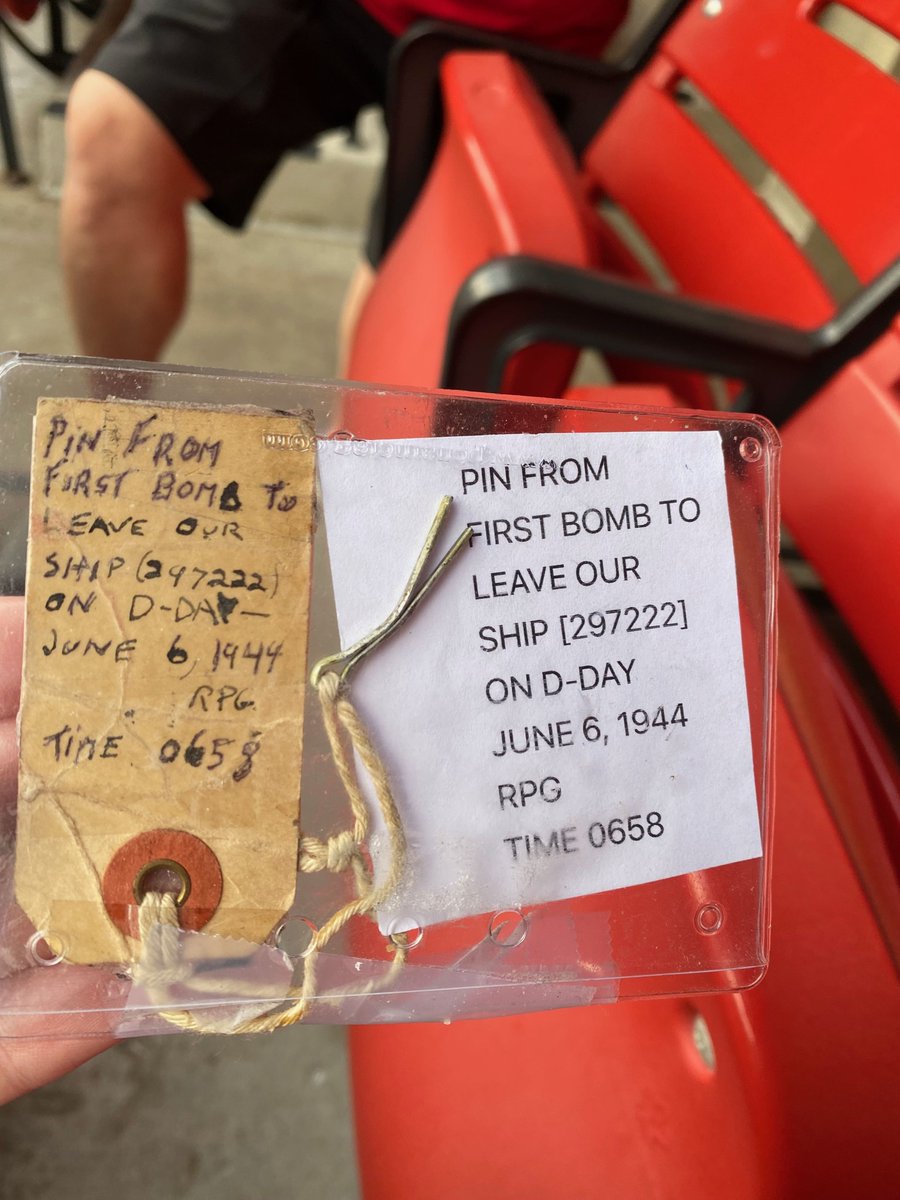 PIN FROM
FIRST BOMB TO
LEAVE OUR
SHIP (297222)
ON D-DAY—
JUNE 6, 1944
RPG
TIME 0658
PIN FROM
FIRST BOMB TO
LEAVE OUR
SHIP [297222]
ON D-DAY
JUNE 6, 1944
RPG
TIME 0658